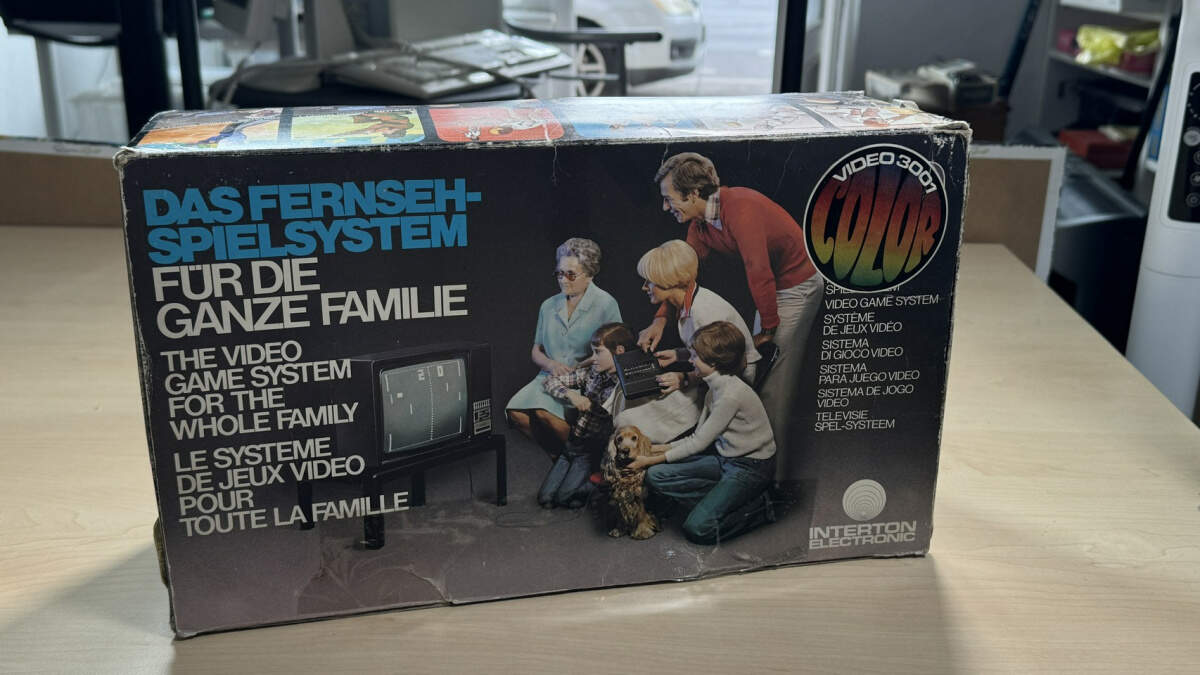 DAS FERNSEH-
SPIELSYSTEM
FÜR DIE
GANZE FAMILIE
THE VIDEO
GAME SYSTEM
FOR THE
WHOLE FAMILY
LE SYSTEME
DE JEUX VIDEO
POUR
TOUTE LA FAMILLE
VIDEO 3001
COLOR
VIDEO GAME SYSTEM
SYSTÈME
DE JEUX VIDÉO
SISTEMA
DI GIOCO VIDEO
SISTEMA
PARA JUEGO VIDEO
SISTEMA DE JOGO
VIDEO
TELEVISIE
SPEL-SYSTEEM
INTERTON
ELECTRONIC